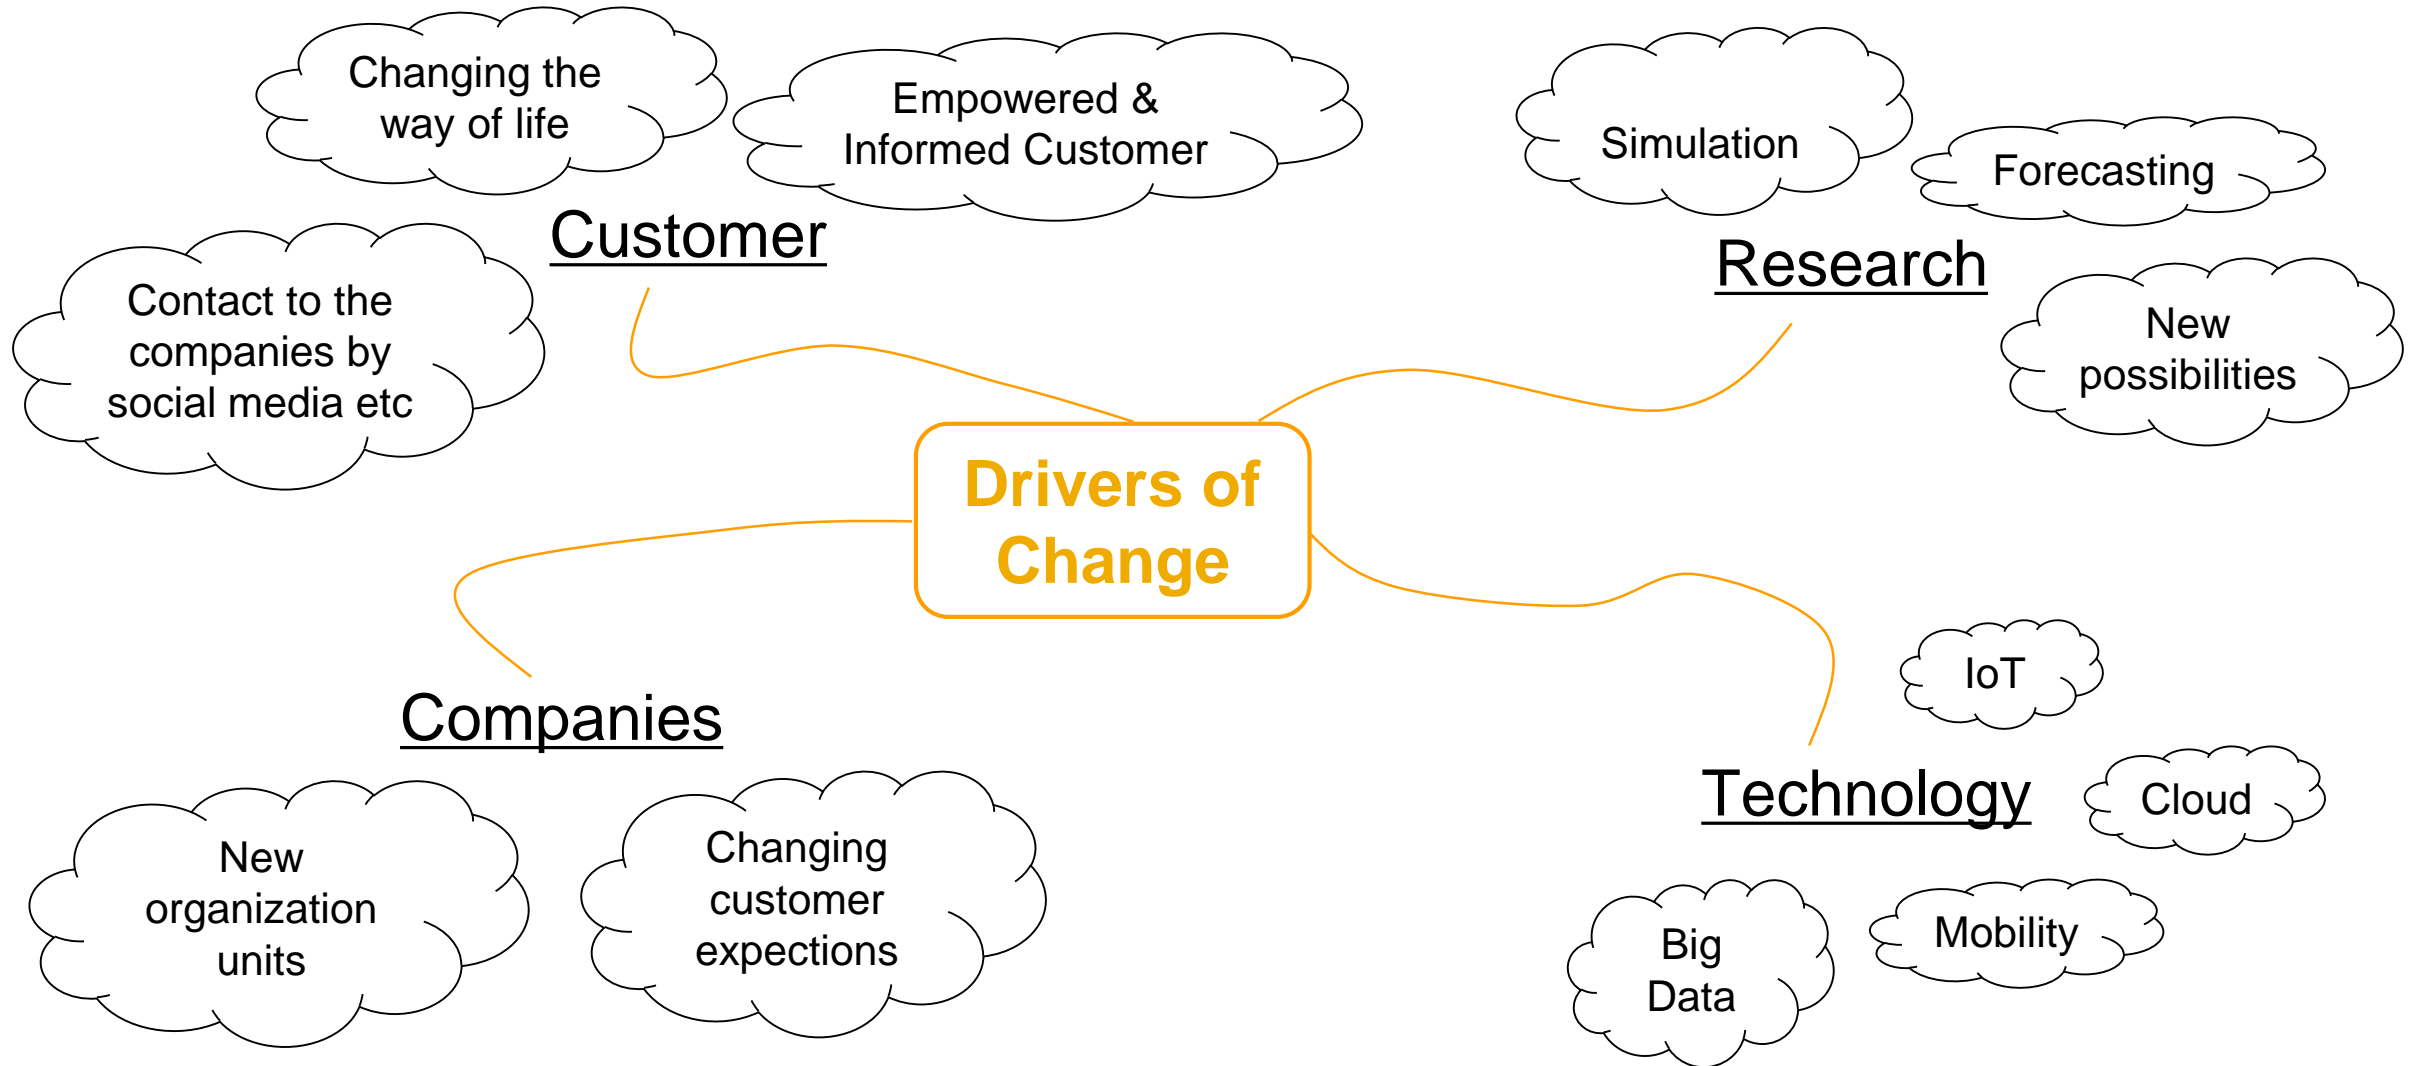 Changing the
way of life
Empowered &
Informed Customer
Customer
Contact to the
companies by
social media etc
Simulation
Forecasting
Research
New
possibilities
Drivers of
Change
Companies
New
organization
units
Changing
customer
expections
IoT
Technology
Cloud
Mobility
Big
Data